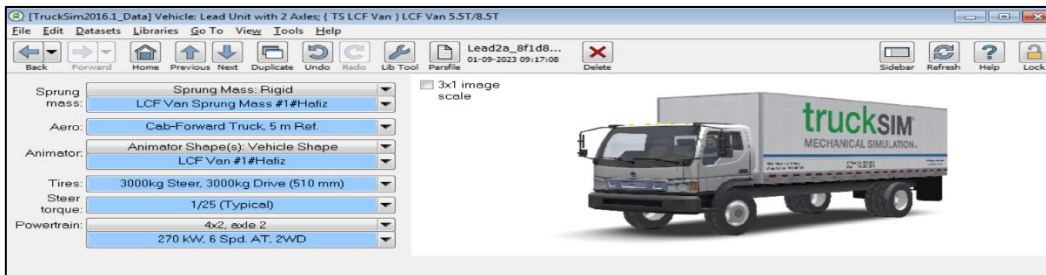 [TruckSim2016.1_Data] Vehicle: Lead Unit with 2 Axles; { TS LCF Van } LCF Van 5.5T/8.5T
File Edit Datasets Libraries Go To View Tools Help
Back Forward Home Previous Next Duplicate Undo Redo Lib Tool Parsfile Lead2a_8f1d8... Delete Sidebar Refresh Help Lock
01-09-2023 09:17:08
Sprung mass: Sprung Mass: Rigid
LCF Van Sprung Mass #1#Hafiz
Aero: Cab-Forward Truck, 5 m Ref.
Animator: Animator Shape(s): Vehicle Shape
LCF Van #1#Hafiz
Tires: 3000kg Steer, 3000kg Drive (510 mm)
Steer torque: 1/25 (Typical)
Powertrain: 4x2, axle 2
270 kW, 6 Spd. AT, 2WD
3x1 image
scale
truckSIM
MECHANICAL SIMULATION